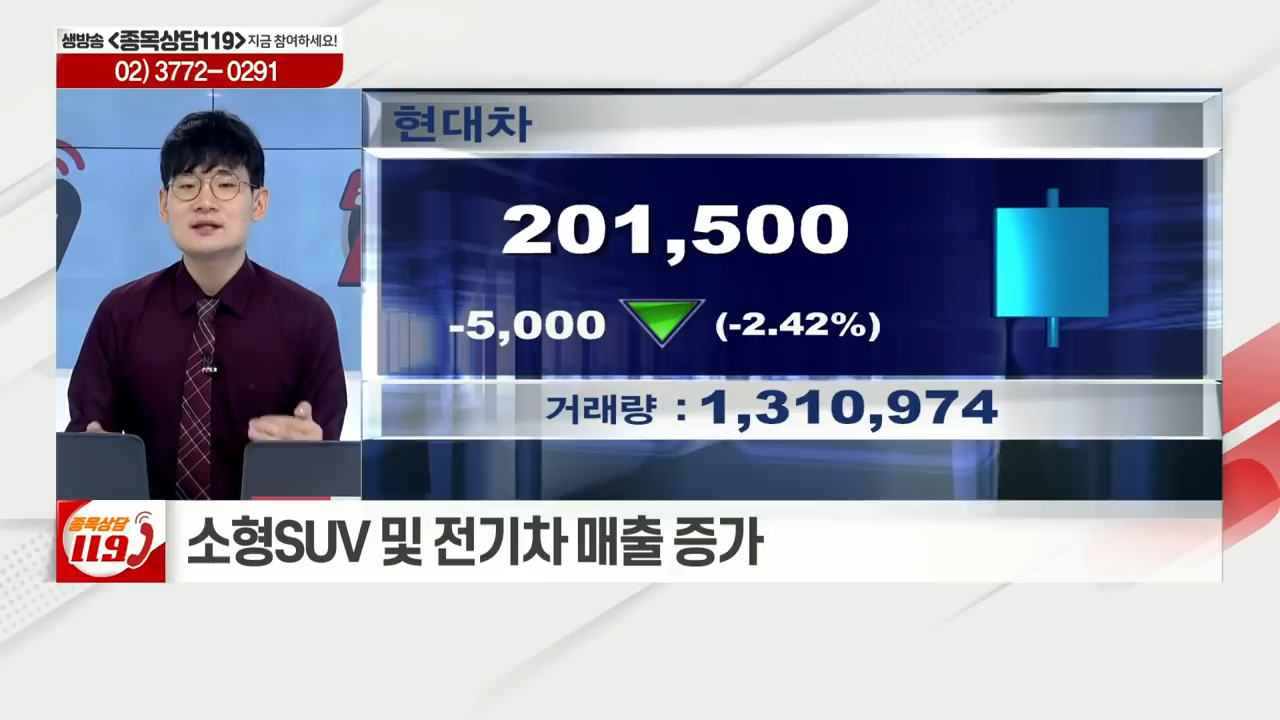 생방송 <종목상담119> 지금 참여하세요!
02) 3772-0291
현대차
201,500
-5,000 (-2.42%)
거래량 : 1,310,974
종목상담
119
소형SUV 및 전기차 매출 증가